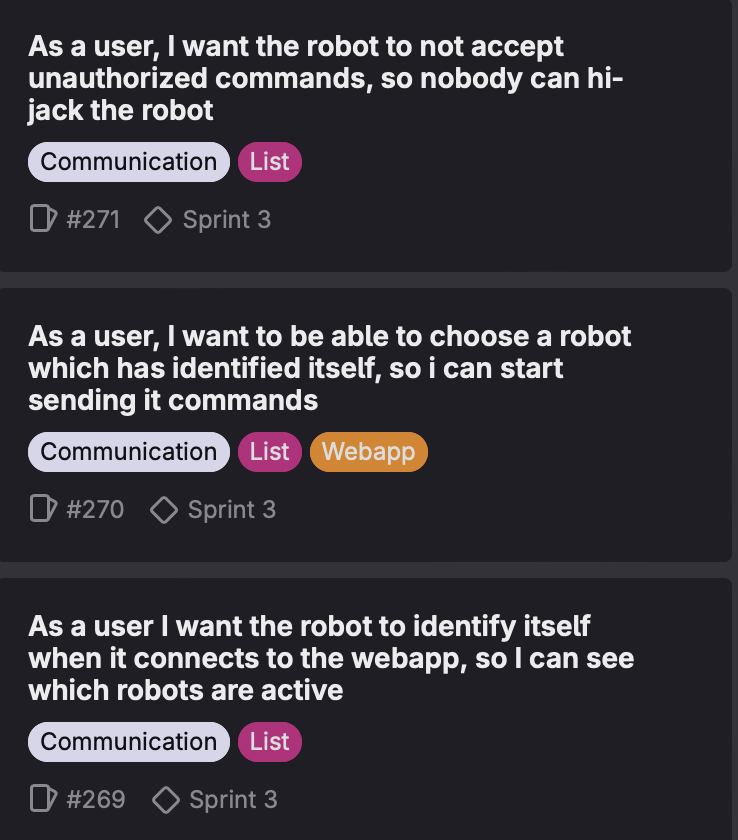 As a user, I want the robot to not accept
unauthorized commands, so nobody can hi-
jack the robot
Communication List
#271 Sprint 3
As a user, I want to be able to choose a robot
which has identified itself, so i can start
sending it commands
Communication List Webapp
#270 Sprint 3
As a user I want the robot to identify itself
when it connects to the webapp, so I can see
which robots are active
Communication List
#269 Sprint 3